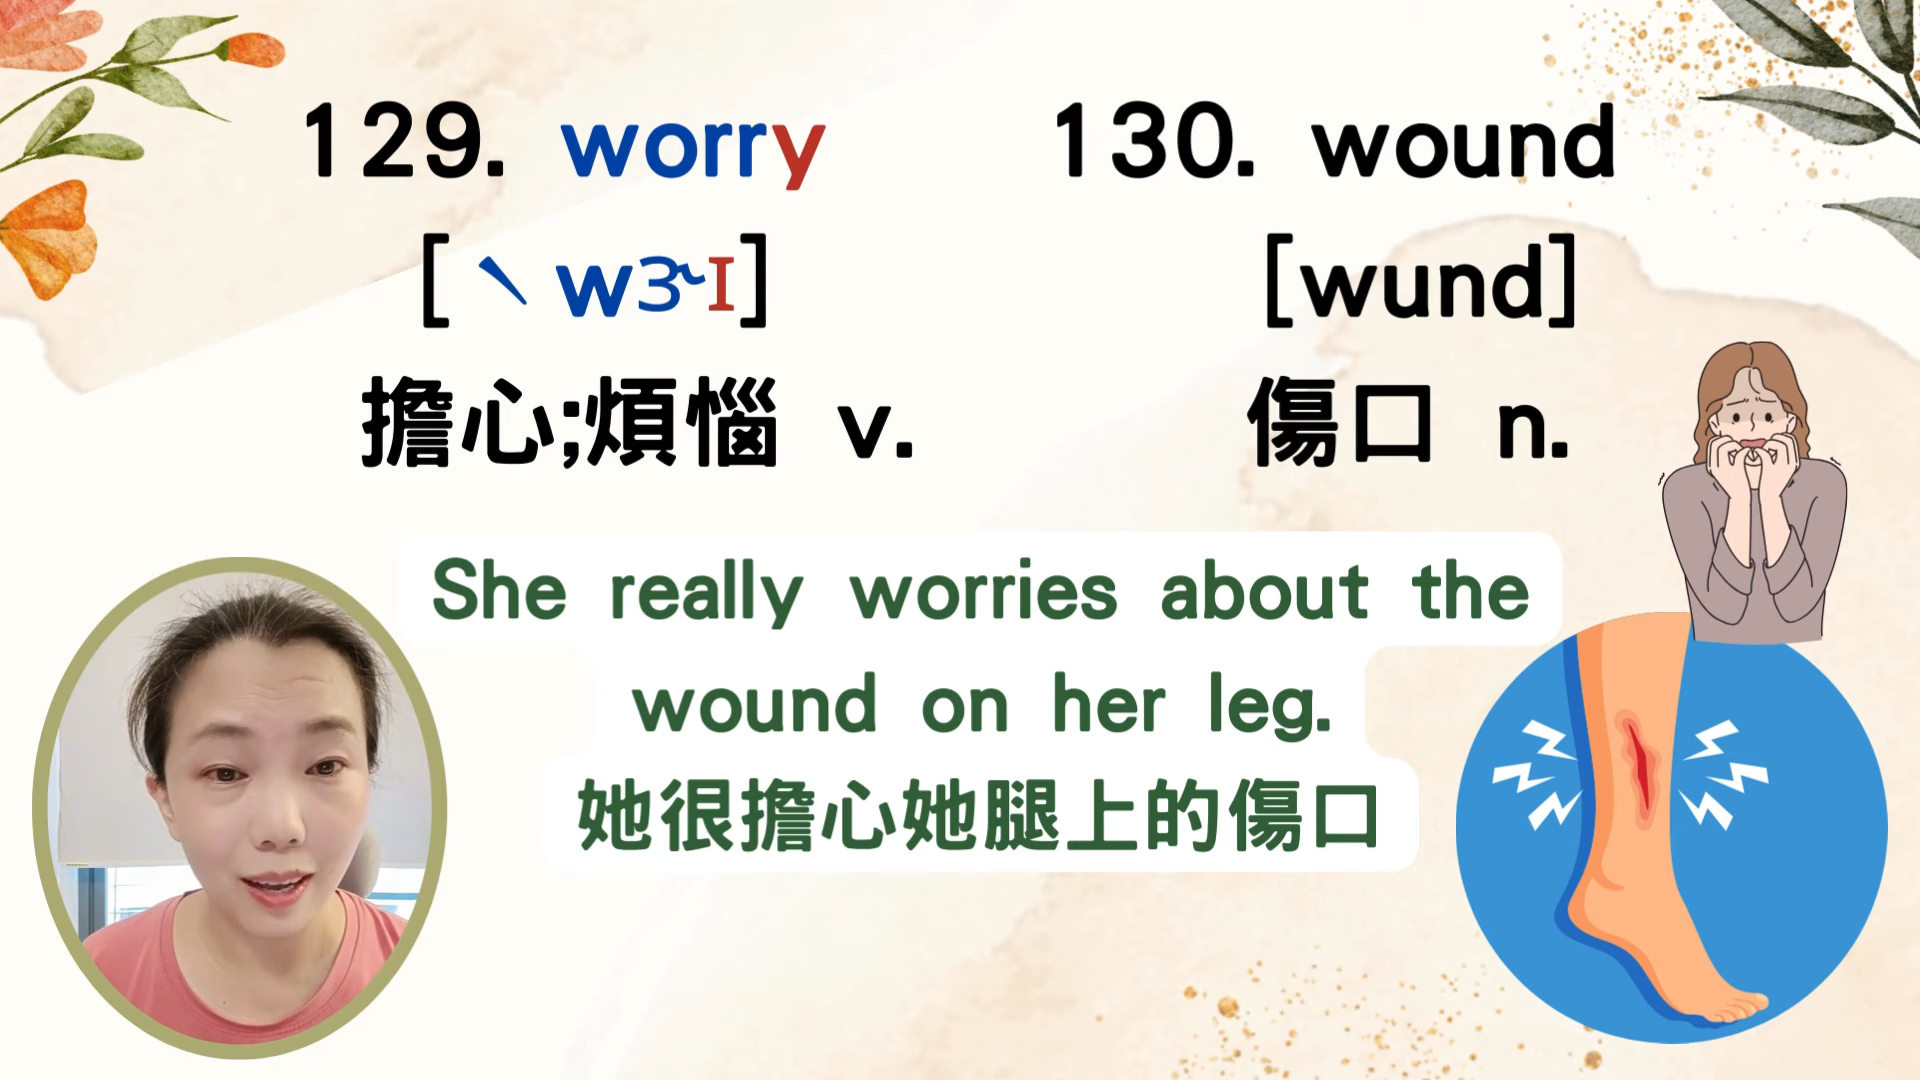 129. worry
[ˋwɝɪ]
擔心;煩惱 v.
130. wound
[wund]
傷口 n.
She really worries about the
wound on her leg.
她很擔心她腿上的傷口